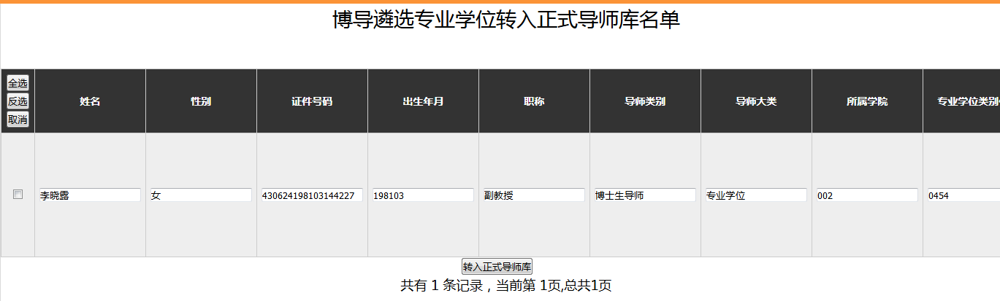 博导遴选专业学位转入正式导师库名单
全选
反选
取消
姓名 性别 证件号码 出生年月 职称 导师类别 导师大类 所属学院 专业学位类别
李晓露 女 430624198103144227 198103 副教授 博士生导师 专业学位 002 0454
转入正式导师库
共有 1 条记录，当前第 1页,总共1页